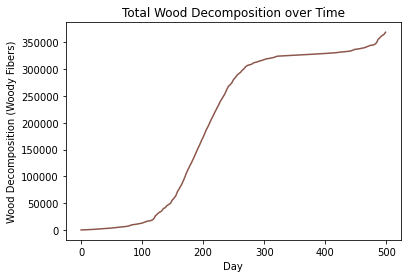 Total Wood Decomposition over Time
Wood Decomposition (Woody Fibers)
350000
300000
250000
200000
150000
100000
50000
0
0 100 200 300 400 500
Day